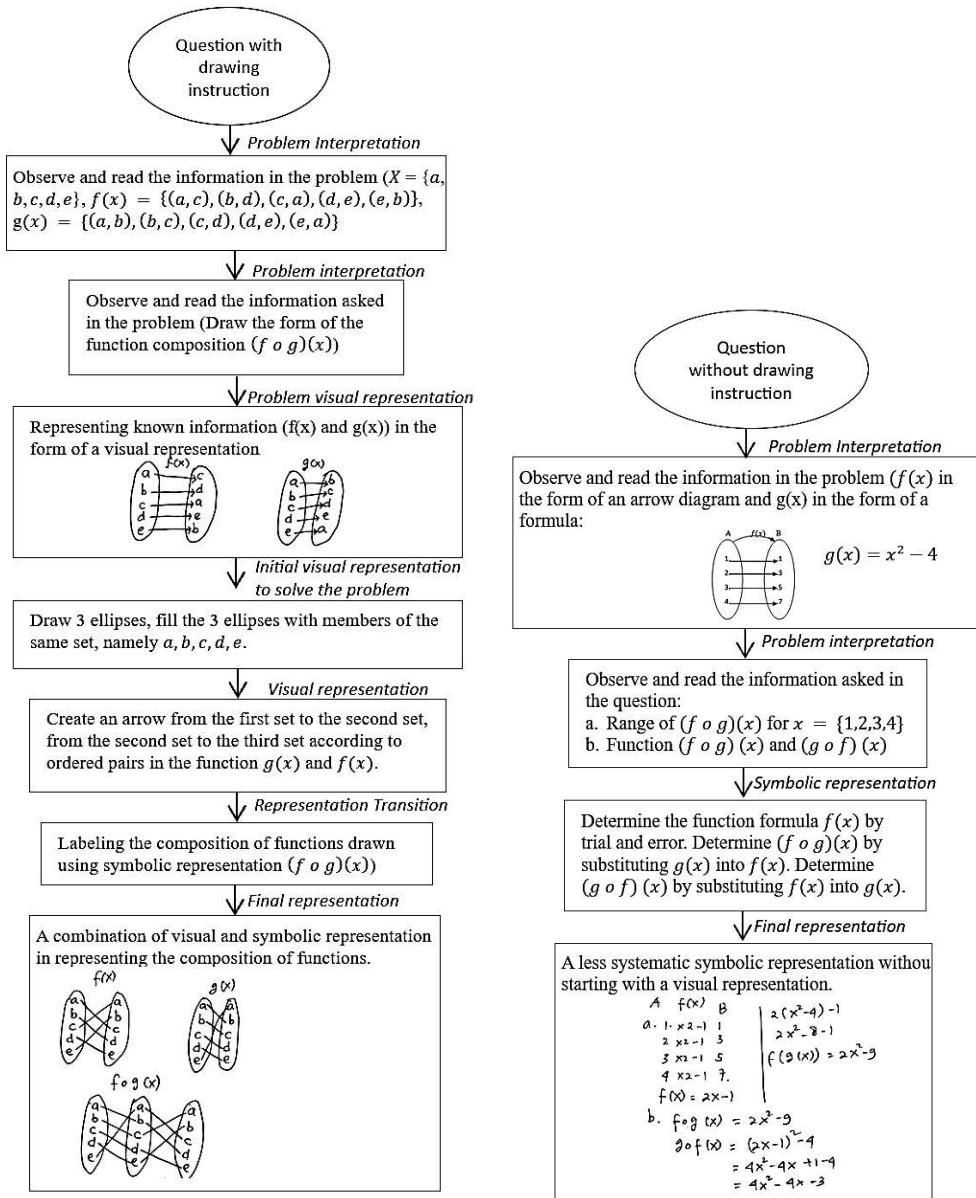 Question with
drawing
instruction
Problem Interpretation
Observe and read the information in the problem (X = {a,
b, c, d, e}, f(x) = {(a, c), (b, d), (c, a), (d, e), (e, b)},
g(x) = {(a, b), (b, c), (c, d), (d, e), (e, a)}
Problem interpretation
Observe and read the information asked
in the problem (Draw the form of the
function composition (f o g)(x))
Problem visual representation
Representing known information (f(x) and g(x)) in the
form of a visual representation
f(x) g(x)
a c a b
b d b c
c a c d
d e d e
e b e a
Initial visual representation
to solve the problem
Draw 3 ellipses, fill the 3 ellipses with members of the
same set, namely a, b, c, d, e.
Visual representation
Create an arrow from the first set to the second set,
from the second set to the third set according to
ordered pairs in the function g(x) and f(x).
Representation Transition
Labeling the composition of functions drawn
using symbolic representation (f o g)(x))
Final representation
A combination of visual and symbolic representation
in representing the composition of functions.
f(x) g(x)
a a a a
b b b b
c c c c
d d d d
e e e e
f o g (x)
a a a
b b b
c c c
d d d
e e e
Question
without drawing
instruction
Problem Interpretation
Observe and read the information in the problem (f(x) in
the form of an arrow diagram and g(x) in the form of a
formula:
A f(x) B
1 1
2 3
3 5
4 7
g(x) = x² − 4
Problem interpretation
Observe and read the information asked in
the question:
a. Range of (f o g)(x) for x = {1,2,3,4}
b. Function (f o g) (x) and (g o f) (x)
Symbolic representation
Determine the function formula f(x) by
trial and error. Determine (f o g)(x) by
substituting g(x) into f(x). Determine
(g o f) (x) by substituting f(x) into g(x).
Final representation
A less systematic symbolic representation withou
starting with a visual representation.
A f(x) B
a. 1. x2-1 1
2 x2-1 3
3 x2-1 5
4 x2-1 7.
f(x) = 2x-1
2(x²-4)-1
2x²-8-1
f(g(x)) = 2x²-9
b. fog (x) = 2x²-9
gof(x) = (2x-1)²-4
= 4x²-4x +1-4
= 4x²-4x-3